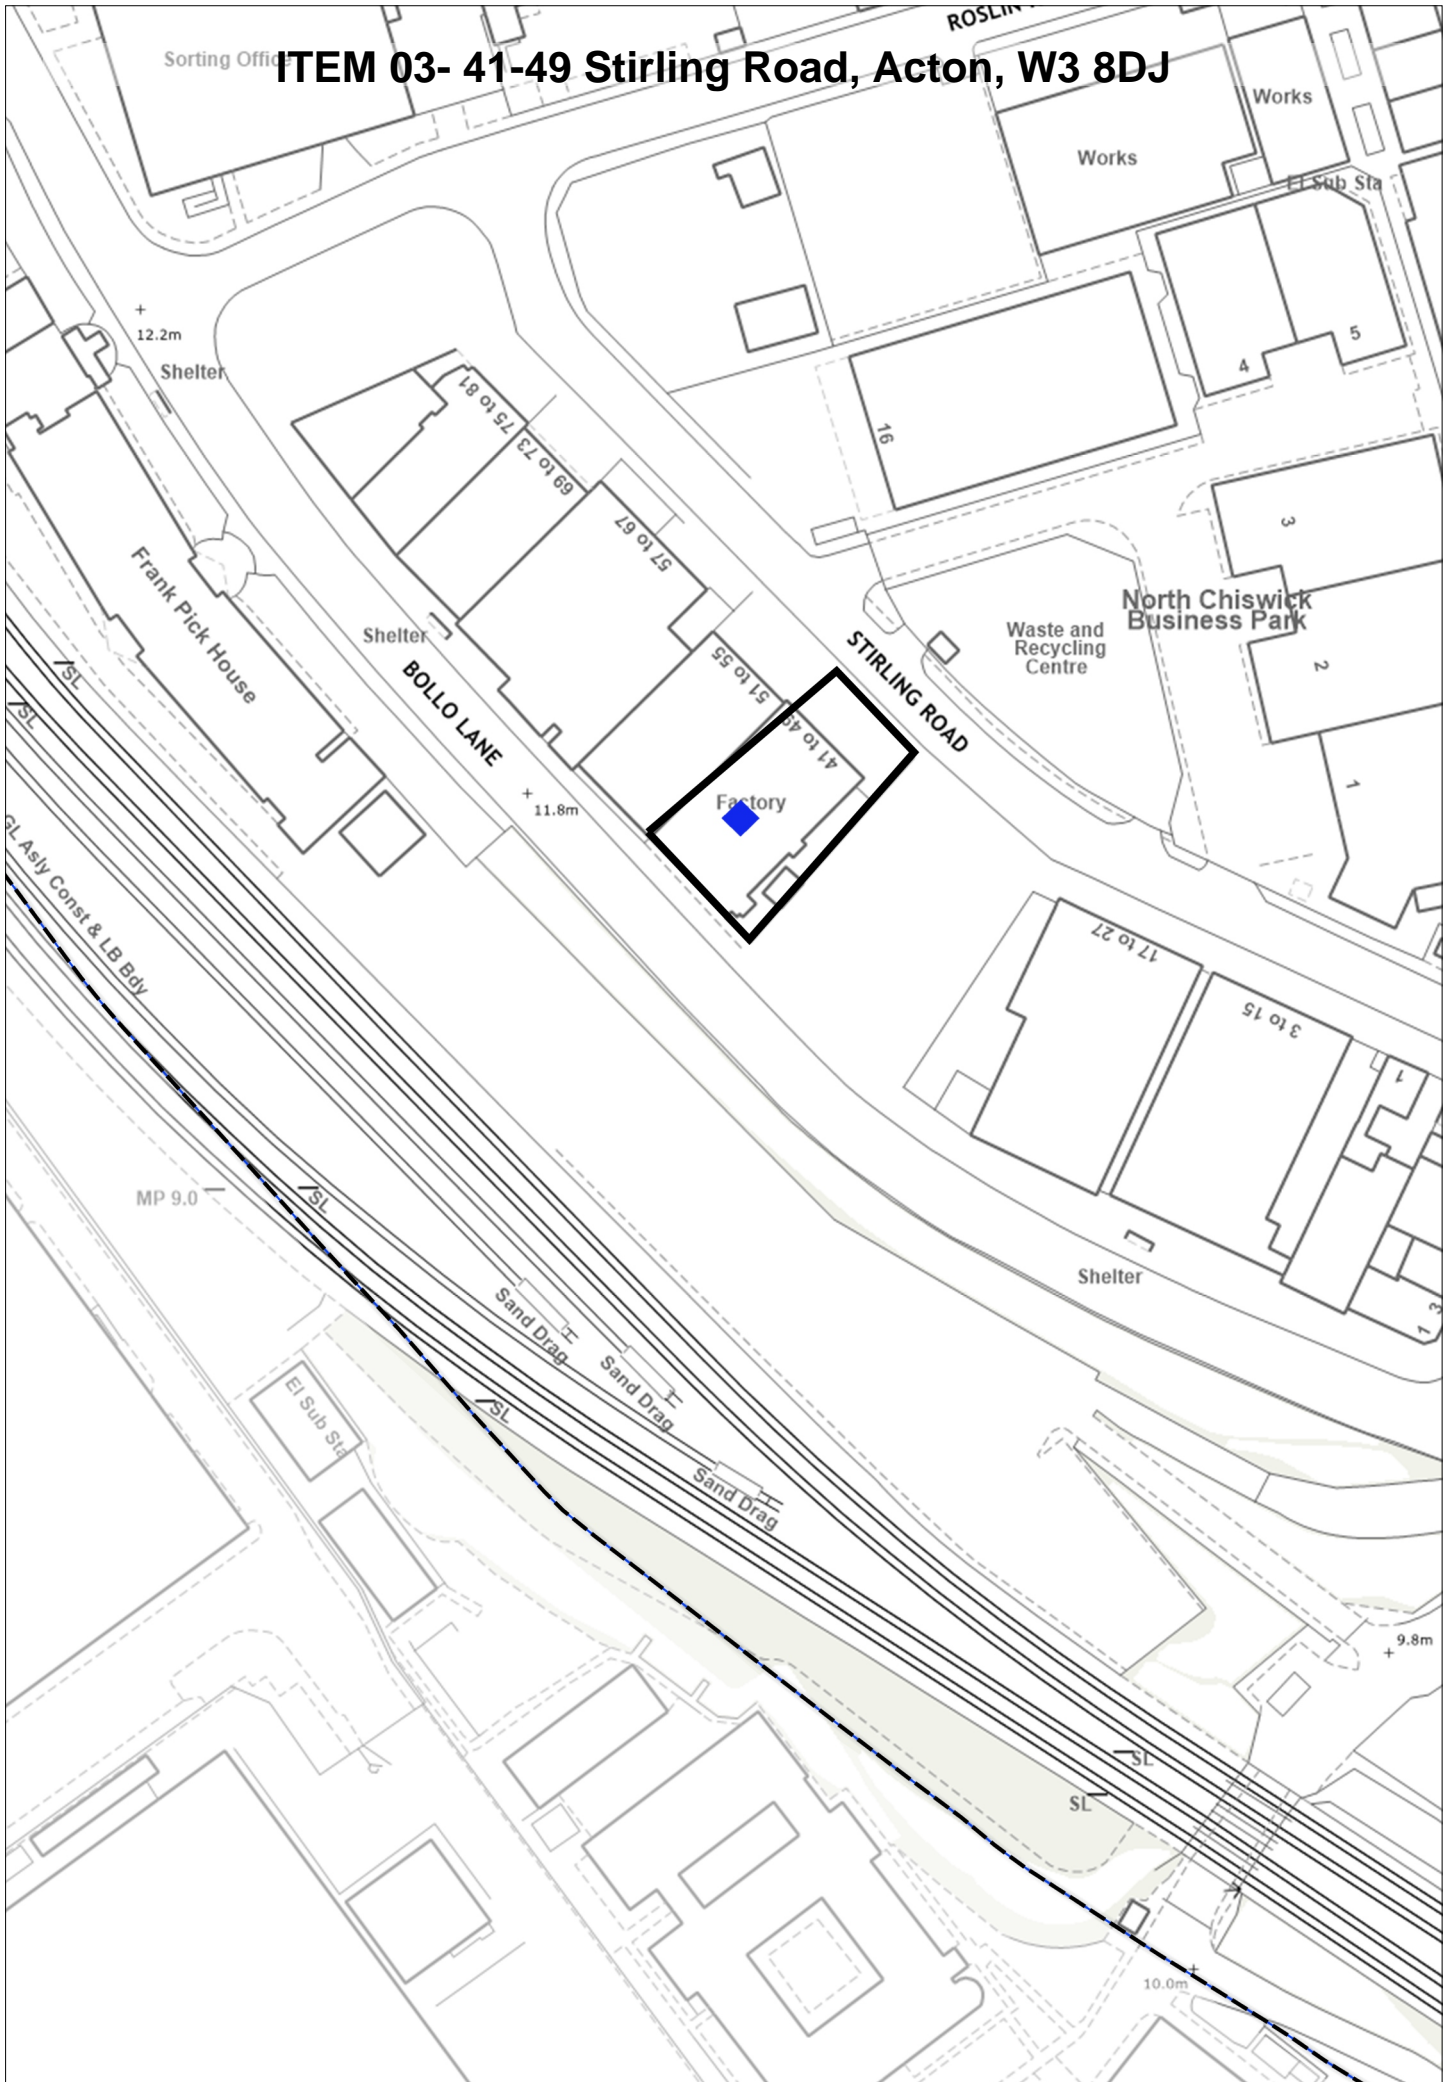 ROSLIN
Sorting Office
ITEM 03- 41-49 Stirling Road, Acton, W3 8DJ
Works
Works
El Sub Sta
12.2m
Shelter
5
4
75 to 81
16
69 to 73
3
57 to 67
Frank Pick House
North Chiswick
Business Park
Waste and
Recycling
Centre
Shelter
STIRLING ROAD
51 to 55
2
SL
BOLLO LANE
SL
41 to 49
1
Factory
11.8m
GL Asly Const & LB Bdy
17 to 27
3 to 15
1
MP 9.0
SL
Shelter
Sand Drag
3
1
Sand Drag
El Sub Sta
SL
Sand Drag
9.8m
SL
SL
10.0m